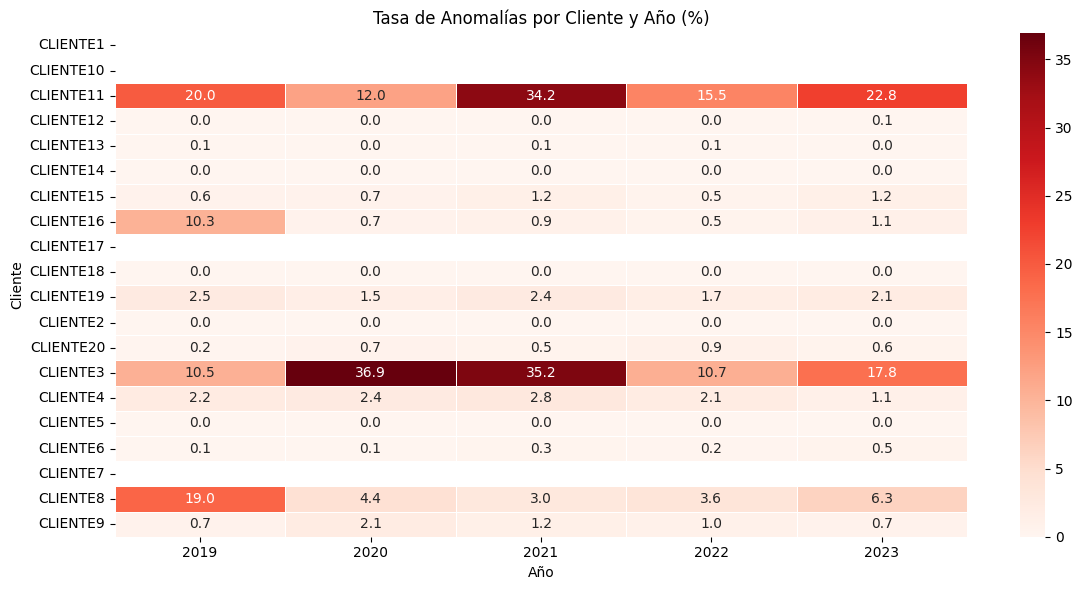 Tasa de Anomalías por Cliente y Año (%)
Cliente
CLIENTE1
CLIENTE10
CLIENTE11 20.0 12.0 34.2 15.5 22.8
CLIENTE12 0.0 0.0 0.0 0.0 0.1
CLIENTE13 0.1 0.0 0.1 0.1 0.0
CLIENTE14 0.0 0.0 0.0 0.0 0.0
CLIENTE15 0.6 0.7 1.2 0.5 1.2
CLIENTE16 10.3 0.7 0.9 0.5 1.1
CLIENTE17
CLIENTE18 0.0 0.0 0.0 0.0 0.0
CLIENTE19 2.5 1.5 2.4 1.7 2.1
CLIENTE2 0.0 0.0 0.0 0.0 0.0
CLIENTE20 0.2 0.7 0.5 0.9 0.6
CLIENTE3 10.5 36.9 35.2 10.7 17.8
CLIENTE4 2.2 2.4 2.8 2.1 1.1
CLIENTE5 0.0 0.0 0.0 0.0 0.0
CLIENTE6 0.1 0.1 0.3 0.2 0.5
CLIENTE7
CLIENTE8 19.0 4.4 3.0 3.6 6.3
CLIENTE9 0.7 2.1 1.2 1.0 0.7
2019 2020 2021 2022 2023
Año
35
30
25
20
15
10
5
0